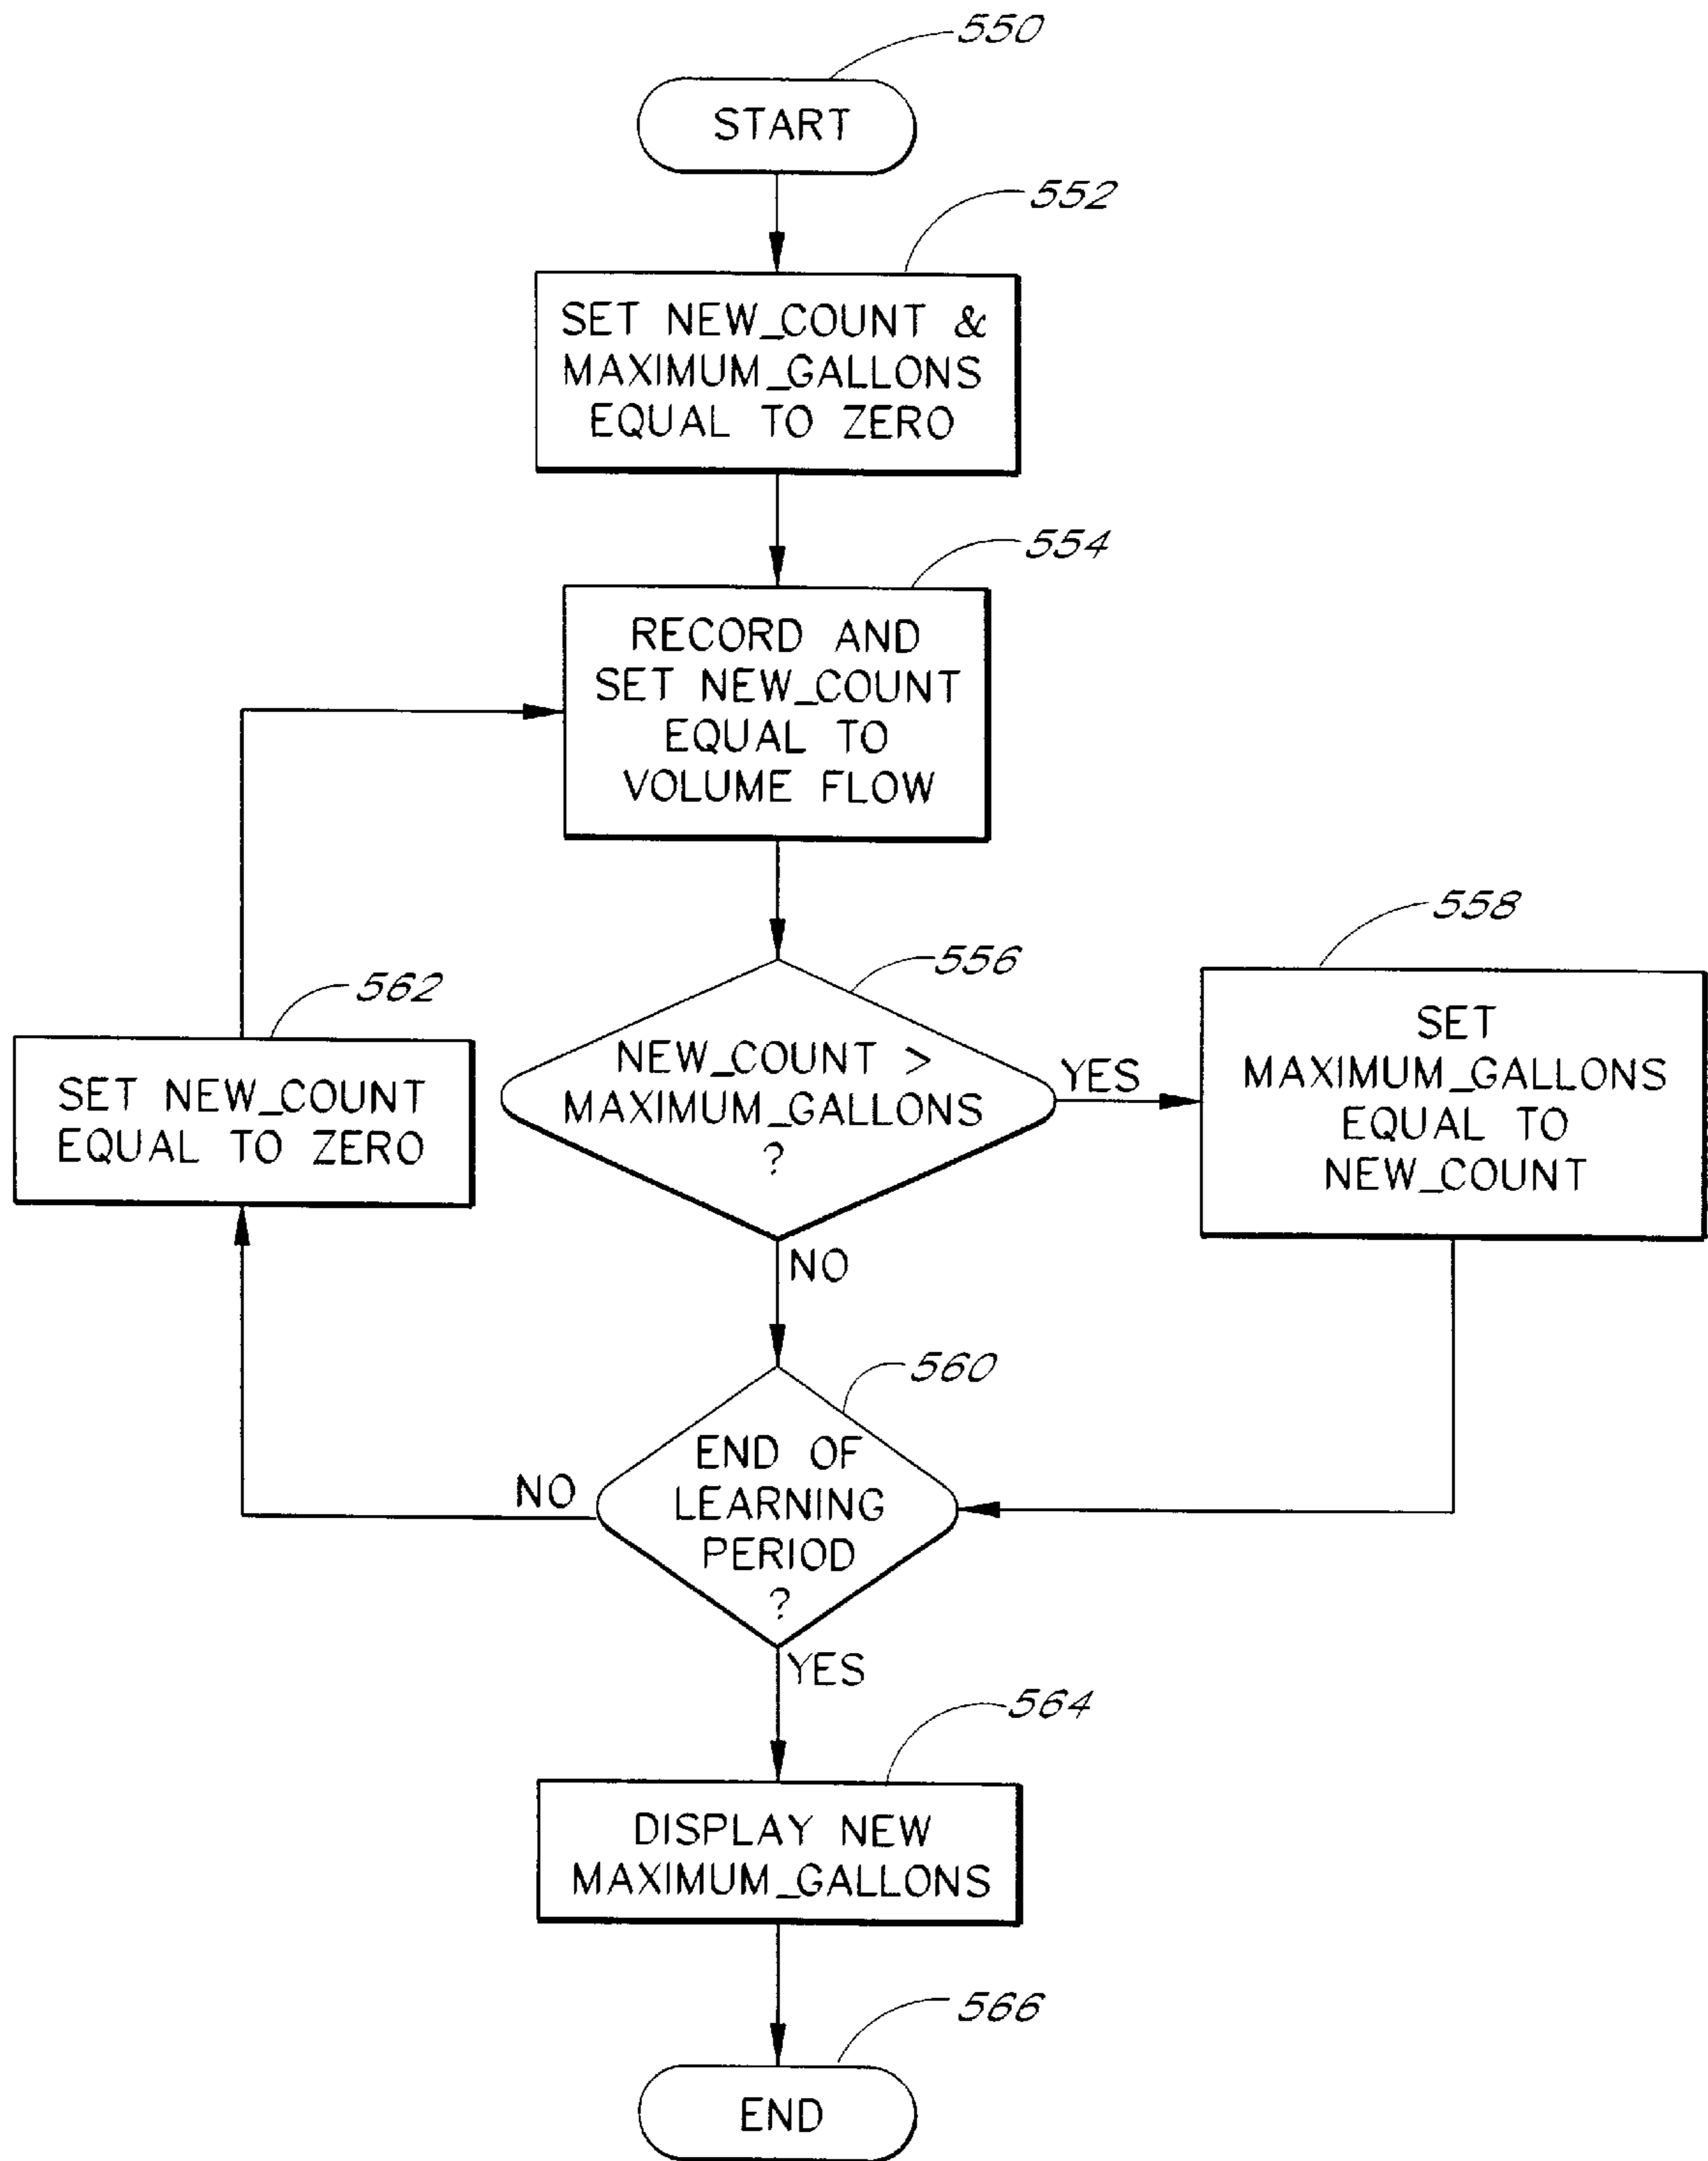 550
START
552
SET NEW_COUNT &
MAXIMUM_GALLONS
EQUAL TO ZERO
554
RECORD AND
SET NEW_COUNT
EQUAL TO
VOLUME FLOW
556
NEW_COUNT >
MAXIMUM_GALLONS
?
YES
NO
558
SET
MAXIMUM_GALLONS
EQUAL TO
NEW_COUNT
562
SET NEW_COUNT
EQUAL TO ZERO
560
END OF
LEARNING
PERIOD
?
NO
YES
564
DISPLAY NEW
MAXIMUM_GALLONS
566
END